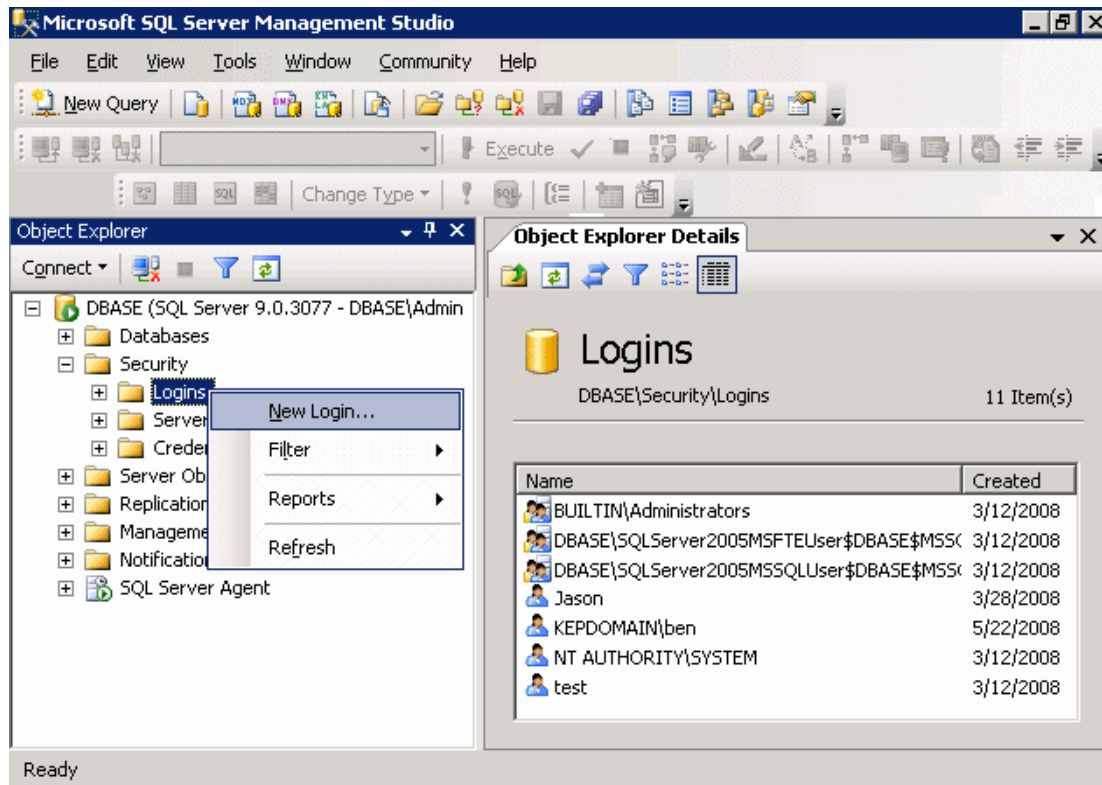 Microsoft SQL Server Management Studio
File Edit View Tools Window Community Help
New Query
Execute
Change Type
Object Explorer
Connect
DBASE (SQL Server 9.0.3077 - DBASE\Admin
Databases
Security
Logins
Server
Creden
Server Ob
Replication
Manageme
Notification
SQL Server Agent
New Login...
Filter
Reports
Refresh
Object Explorer Details
Logins
DBASE\Security\Logins 11 Item(s)
Name Created
BUILTIN\Administrators 3/12/2008
DBASE\SQLServer2005MSFTEUser$DBASE$MSS 3/12/2008
DBASE\SQLServer2005MSSQLUser$DBASE$MSS 3/12/2008
Jason 3/28/2008
KEPDOMAIN\ben 5/22/2008
NT AUTHORITY\SYSTEM 3/12/2008
test 3/12/2008
Ready